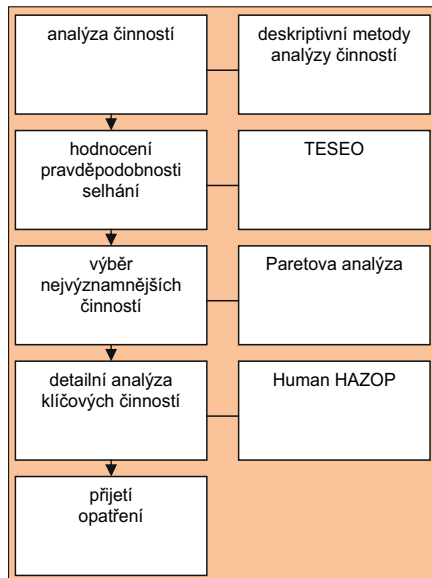 analýza činností
deskriptivní metody
analýzy činností
hodnocení
pravděpodobnosti
selhání
TESEO
výběr
nejvýznamnějších
činností
Paretova analýza
detailní analýza
klíčových činností
Human HAZOP
přijetí
opatření